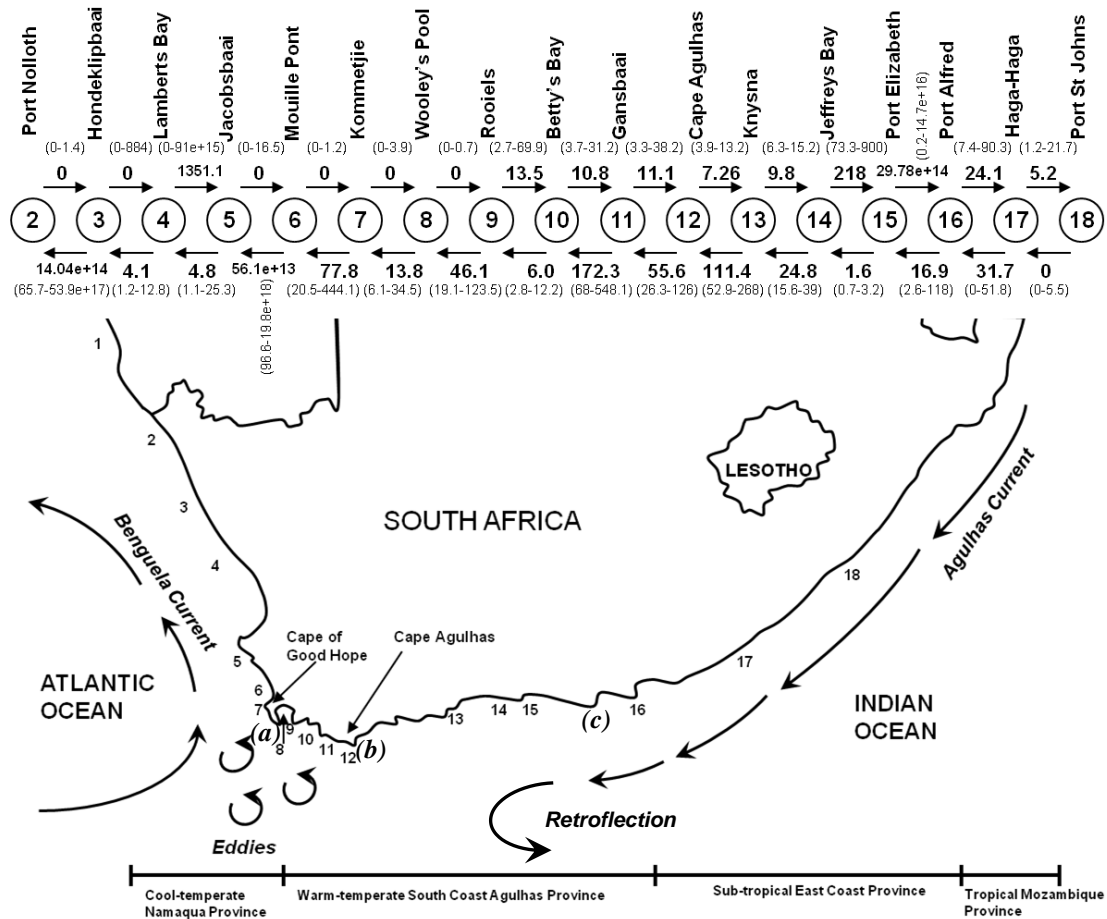 Port Nolloth
Hondeklipbaai
Lamberts Bay
Jacobsbaai
Mouille Pont
Kommetjie
Wooley's Pool
Rooiels
Betty's Bay
Gansbaai
Cape Agulhas
Knysna
Jeffreys Bay
Port Elizabeth
(0.2-14.7e+16)
Port Alfred
Haga-Haga
Port St Johns
(0-1.4) (0-884) (0-91e+15) (0-16.5) (0-1.2) (0-3.9) (0-0.7) (2.7-69.9) (3.7-31.2) (3.3-38.2) (3.9-13.2) (6.3-15.2) (73.3-900) (7.4-90.3) (1.2-21.7)
0 0 1351.1 0 0 0 0 13.5 10.8 11.1 7.26 9.8 218 29.78e+14 24.1 5.2
2 3 4 5 6 7 8 9 10 11 12 13 14 15 16 17 18
14.04e+14 4.1 4.8 56.1e+13 77.8 13.8 46.1 6.0 172.3 55.6 111.4 24.8 1.6 16.9 31.7 0
(65.7-53.9e+17) (1.2-12.8) (1.1-25.3) (20.5-444.1) (6.1-34.5) (19.1-123.5) (2.8-12.2) (68-548.1) (26.3-126) (52.9-268) (15.6-39) (0.7-3.2) (2.6-118) (0-51.8) (0-5.5)
(96.6-19.8e+18)
1
2
3
4
5
6
7
8
9
10
11
12
13
14
15
16
17
18
LESOTHO
SOUTH AFRICA
Benguela Current
Agulhas Current
Cape of
Good Hope
Cape Agulhas
ATLANTIC
OCEAN
INDIAN
OCEAN
(a)
(b)
(c)
Retroflection
Eddies
Cool-temperate
Namaqua Province
Warm-temperate South Coast Agulhas Province
Sub-tropical East Coast Province
Tropical Mozambique
Province